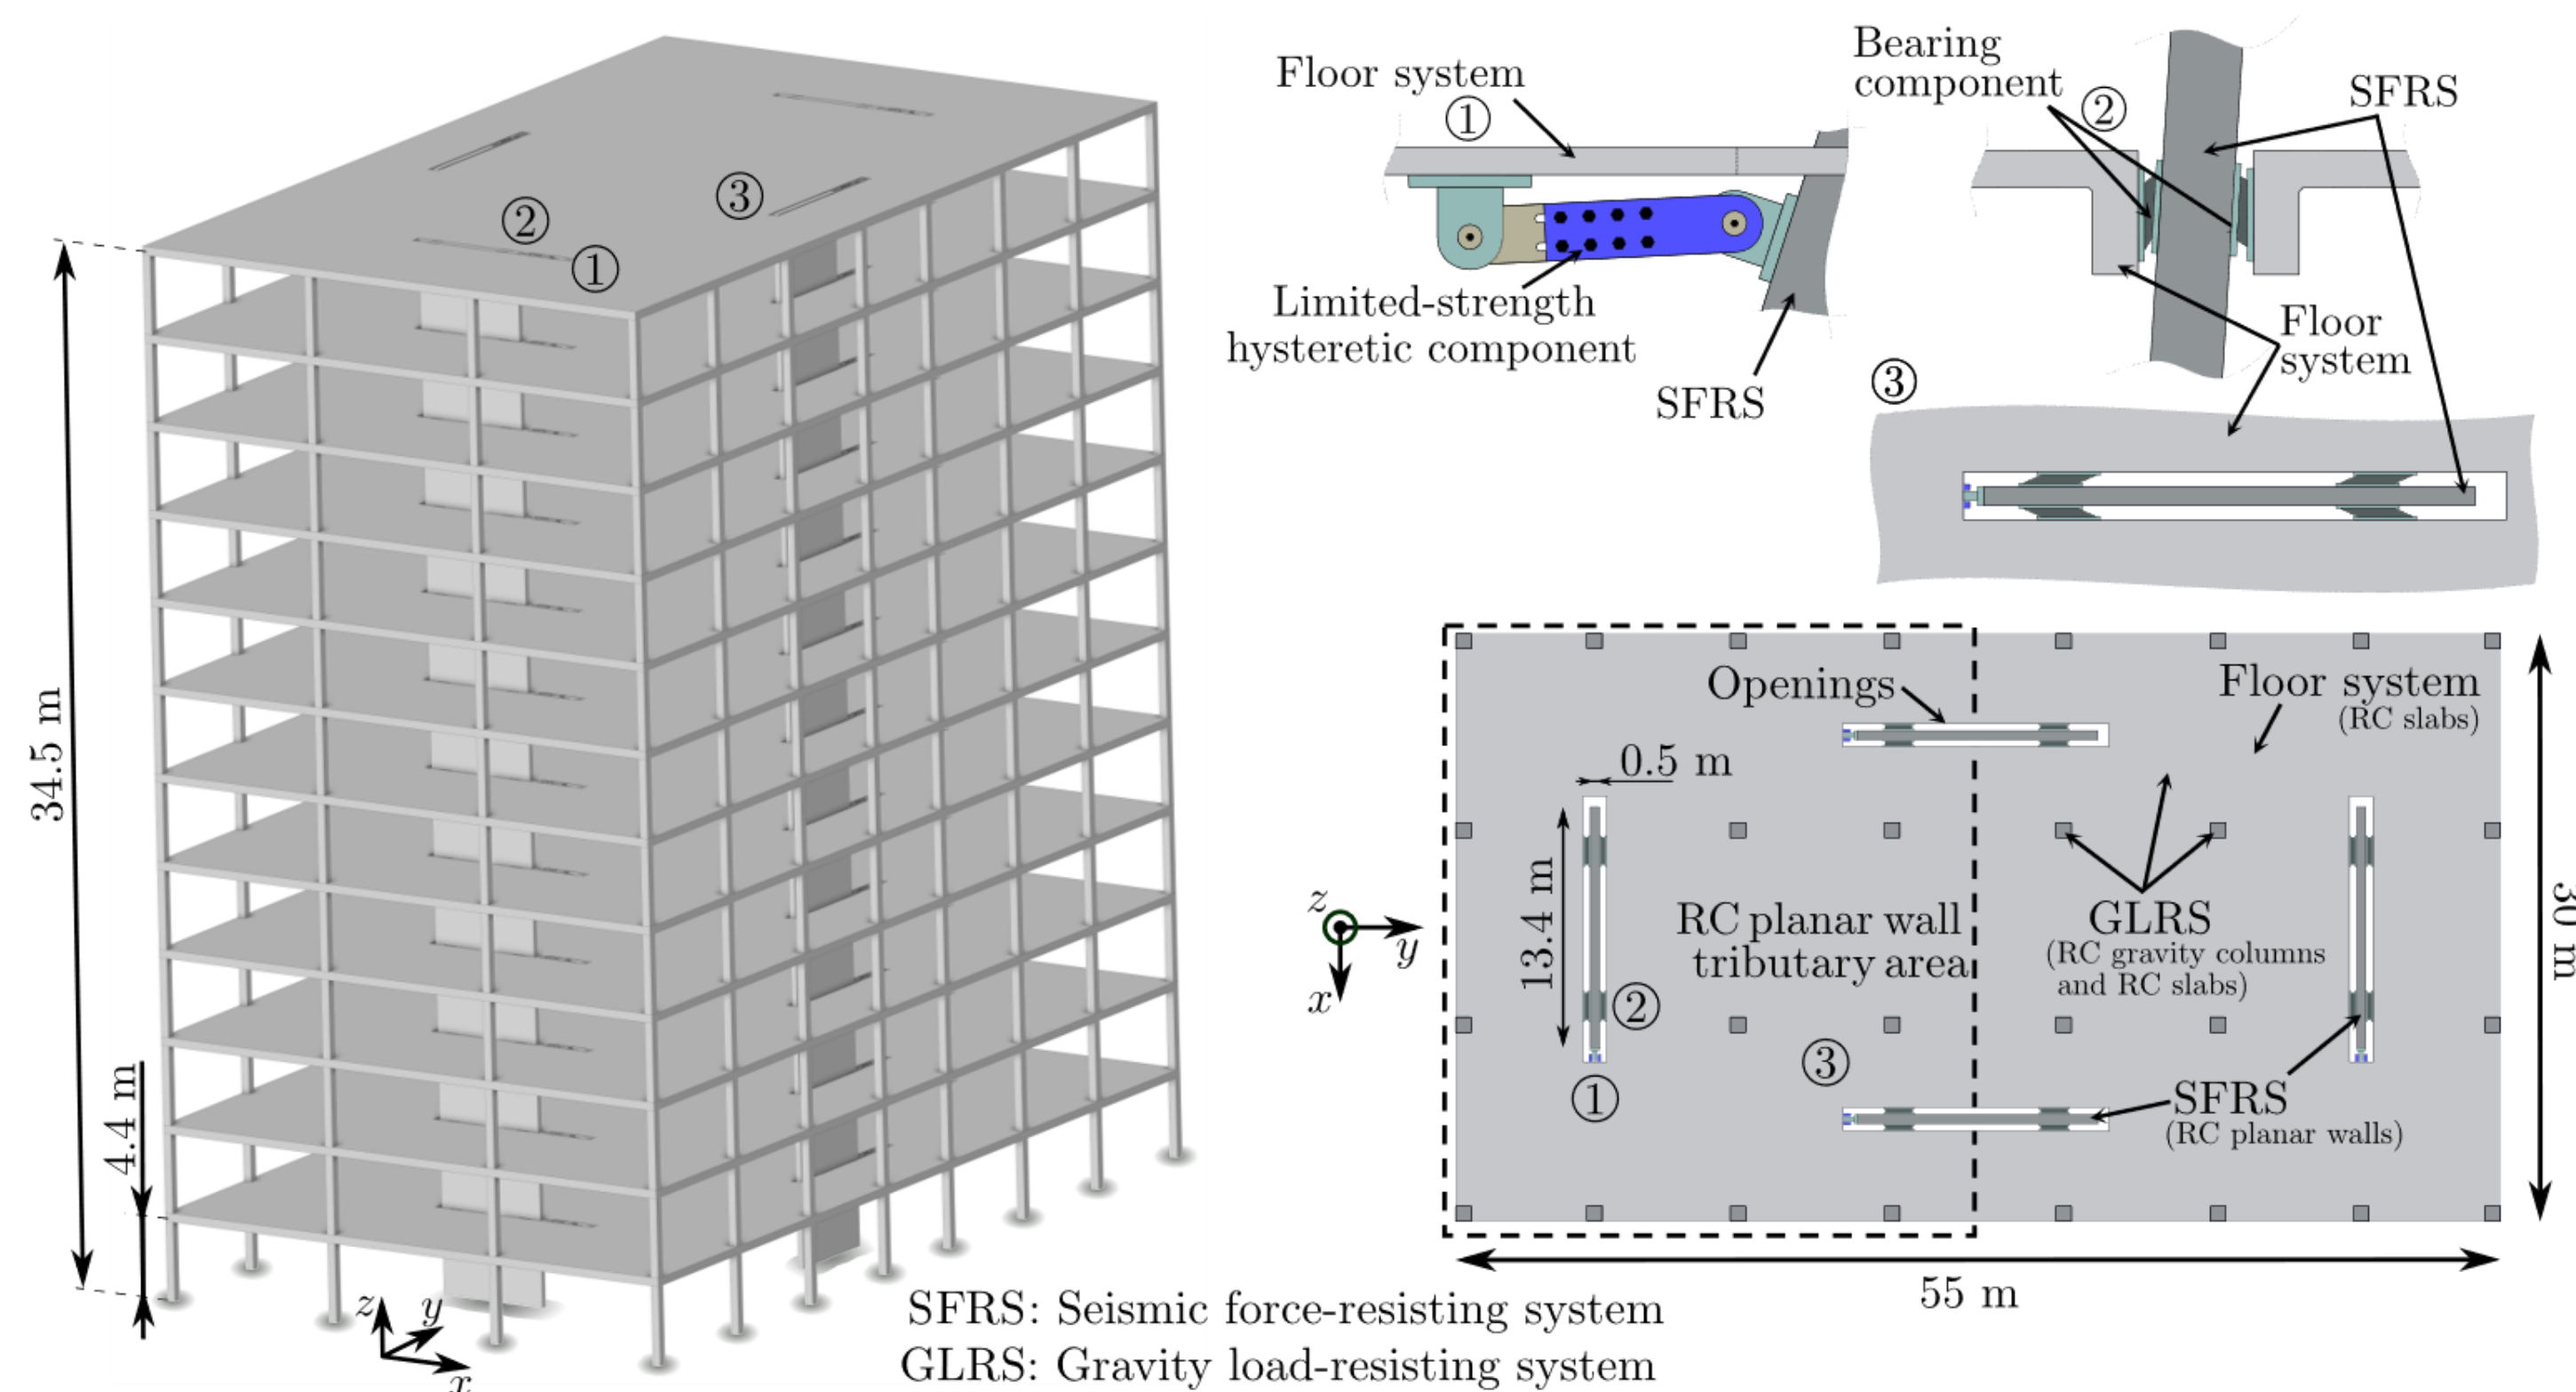 34.5 m
4.4 m
①
②
③
z
y
x
Floor system
①
Limited-strength
hysteretic component
SFRS
Bearing
component
②
SFRS
Floor
system
③
Openings
Floor system
(RC slabs)
0.5 m
13.4 m
RC planar wall
tributary area
GLRS
(RC gravity columns
and RC slabs)
①
②
③
SFRS
(RC planar walls)
z
y
x
30 m
55 m
SFRS: Seismic force-resisting system
GLRS: Gravity load-resisting system